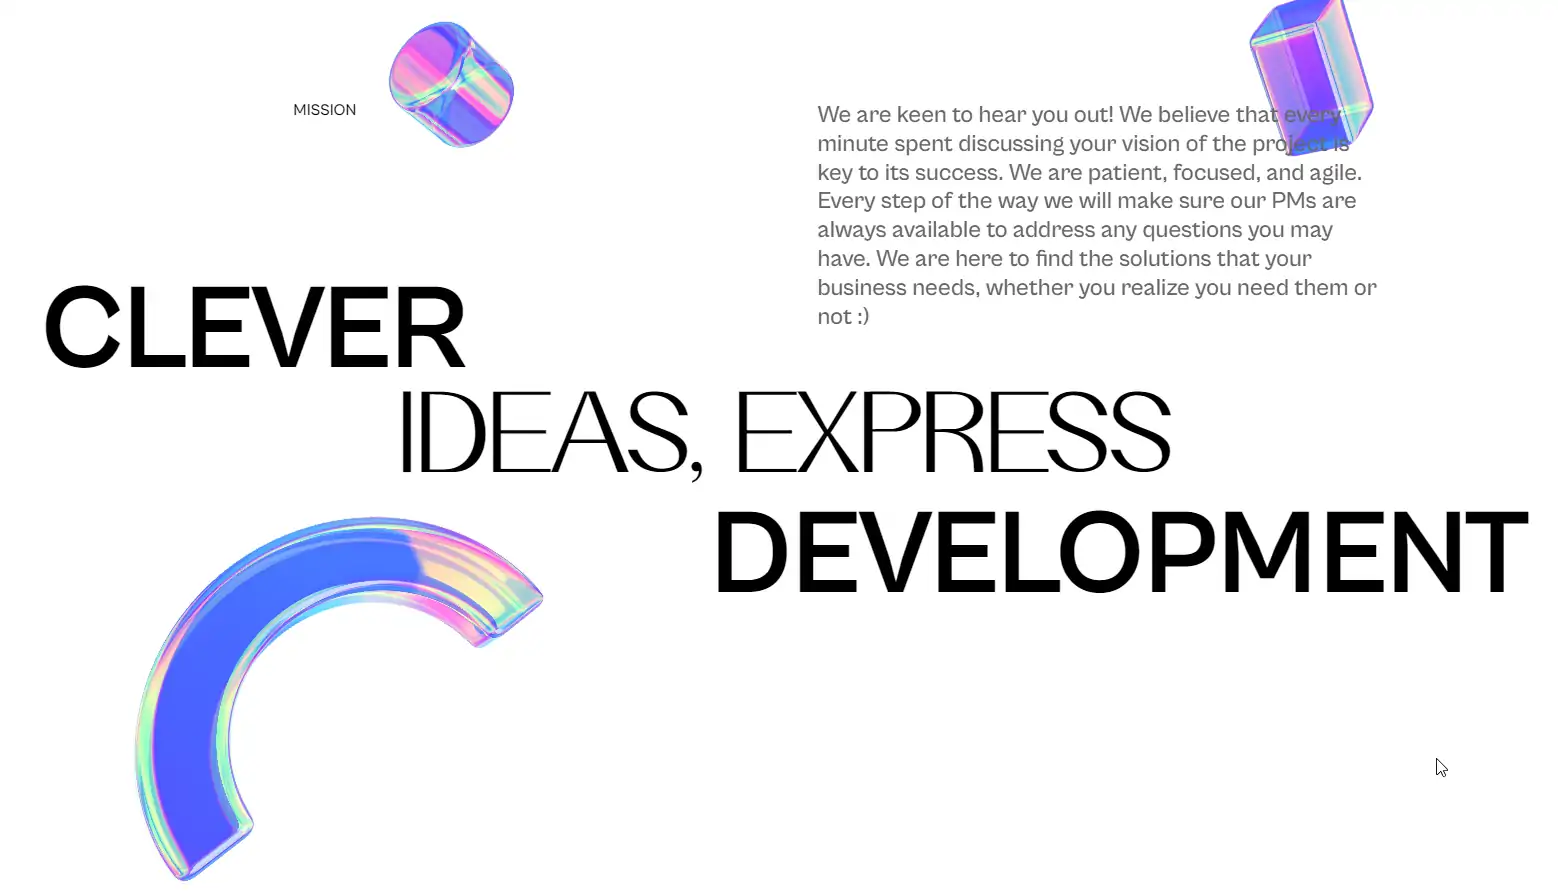 MISSION
We are keen to hear you out! We believe that every
minute spent discussing your vision of the project is
key to its success. We are patient, focused, and agile.
Every step of the way we will make sure our PMs are
always available to address any questions you may
have. We are here to find the solutions that your
business needs, whether you realize you need them or
not :)
CLEVER
IDEAS, EXPRESS
DEVELOPMENT